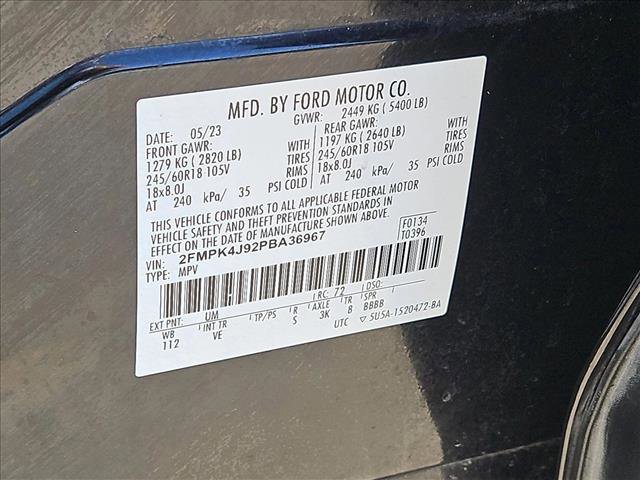 MFD. BY FORD MOTOR CO.
DATE: 05/23 GVWR: 2449 KG ( 5400 LB)
FRONT GAWR: REAR GAWR:
1279 KG ( 2820 LB) WITH 1197 KG ( 2640 LB) WITH
245/60R18 105V TIRES 245/60R18 105V TIRES
18x8.0J RIMS 18x8.0J RIMS
AT 240 kPa/ 35 PSI COLD AT 240 kPa/ 35 PSI COLD
THIS VEHICLE CONFORMS TO ALL APPLICABLE FEDERAL MOTOR
VEHICLE SAFETY AND THEFT PREVENTION STANDARDS IN
EFFECT ON THE DATE OF MANUFACTURE SHOWN ABOVE.
VIN: 2FMPK4J92PBA36967 F0134
TYPE: MPV T0396
EXT PNT: UM RC: 72 DSO:
WB INT TR TP/PS R AXLE TR SPR
112 VE S 3K 8 BBBB
UTC ▽ 5U5A-1520472-BA